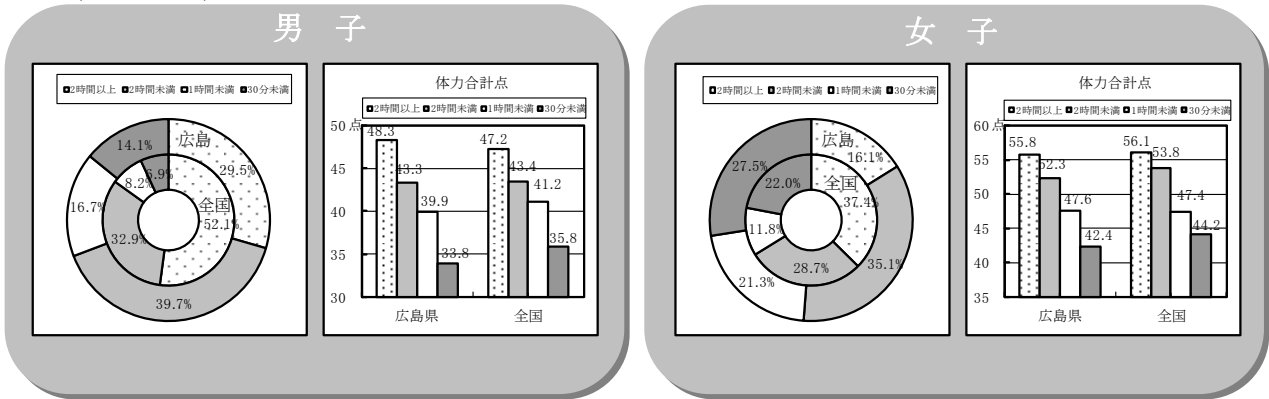 男 子
■2時間以上 ■2時間未満 ■1時間未満 ■30分未満
広島
14.1%
29.5%
6.9%
8.2%
全国
16.7%
52.1%
32.9%
39.7%
体力合計点
■2時間以上 ■2時間未満 ■1時間未満 ■30分未満
50 点
48.3
47.2
45
43.3
43.4
41.2
40
39.9
35.8
35
33.8
30
広島県
全国
女 子
■2時間以上 ■2時間未満 ■1時間未満 ■30分未満
広島
16.1%
27.5%
22.0%
全国
37.4%
11.8%
28.7%
35.1%
21.3%
体力合計点
■2時間以上 ■2時間未満 ■1時間未満 ■30分未満
60 点
55.8
56.1
55
52.3
53.8
50
47.6
47.4
45
42.4
44.2
40
35
広島県
全国